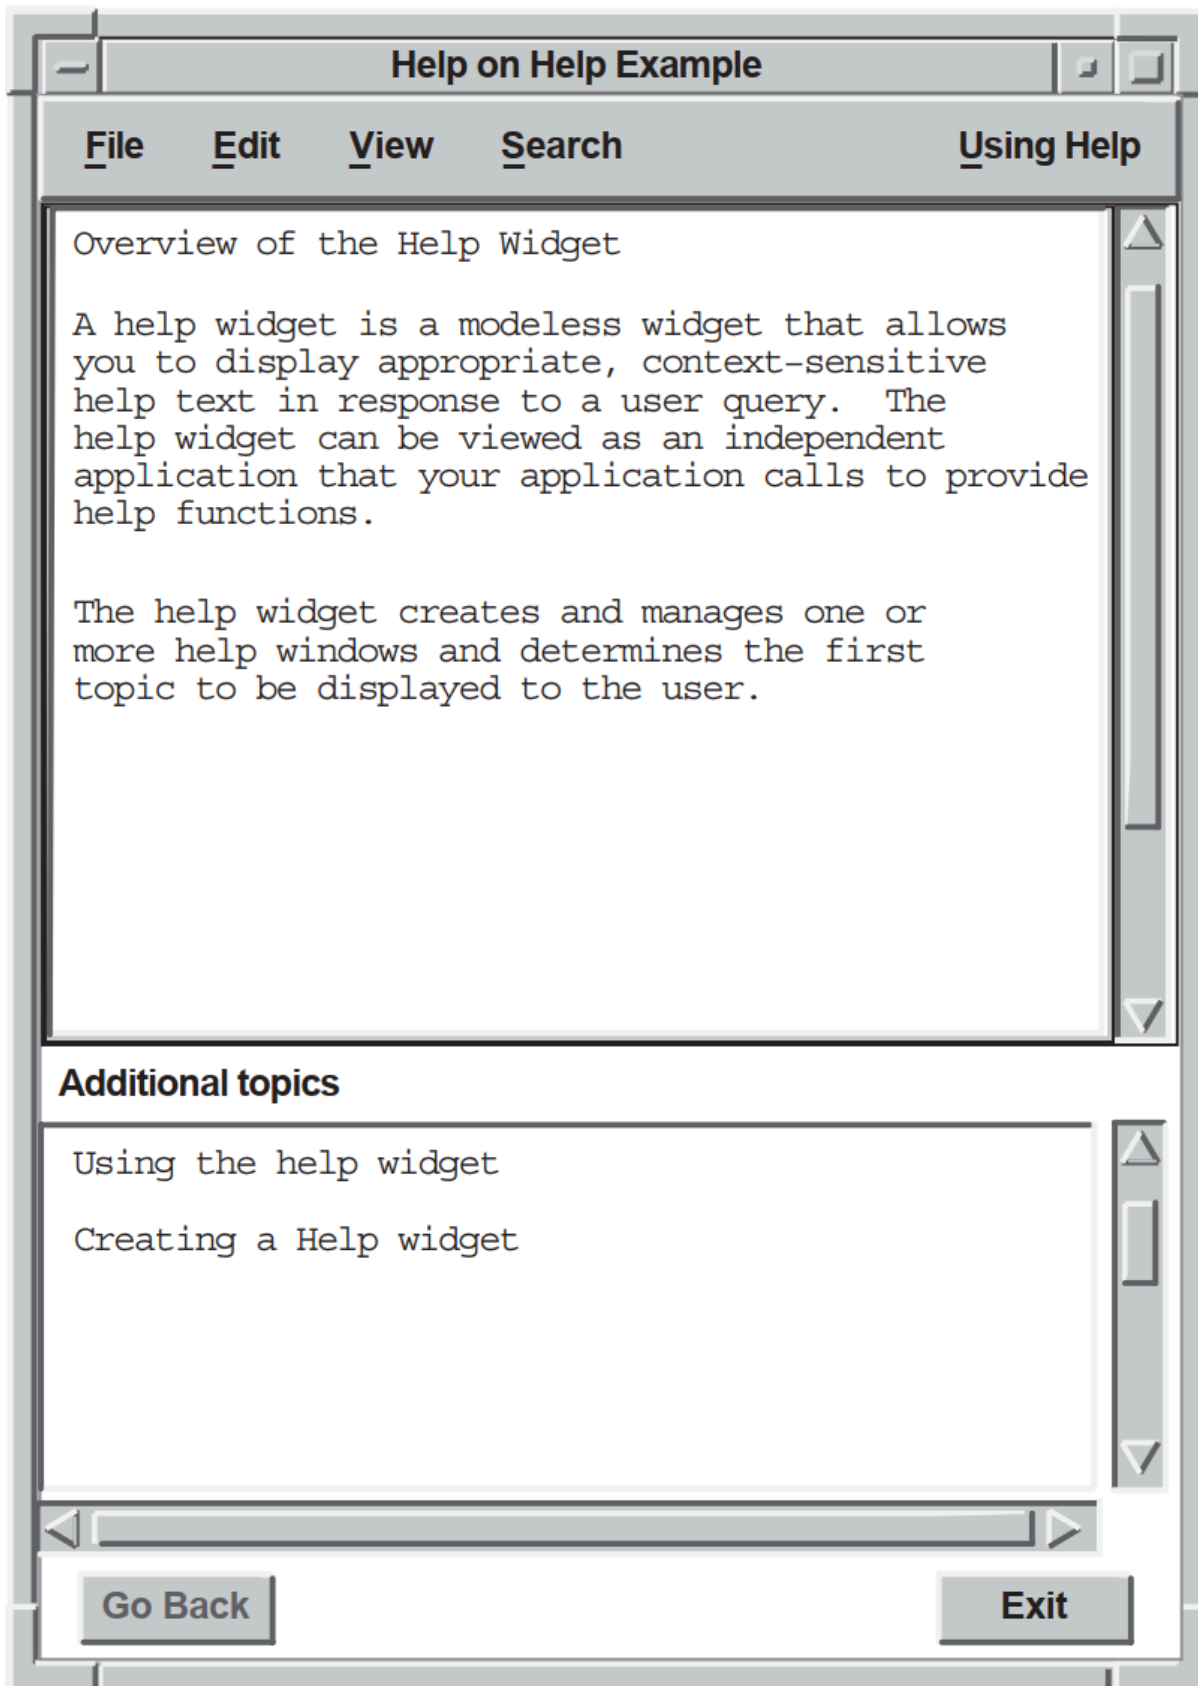 Help on Help Example
File Edit View Search Using Help
Overview of the Help Widget
A help widget is a modeless widget that allows
you to display appropriate, context-sensitive
help text in response to a user query. The
help widget can be viewed as an independent
application that your application calls to provide
help functions.
The help widget creates and manages one or
more help windows and determines the first
topic to be displayed to the user.
Additional topics
Using the help widget
Creating a Help widget
Go Back Exit